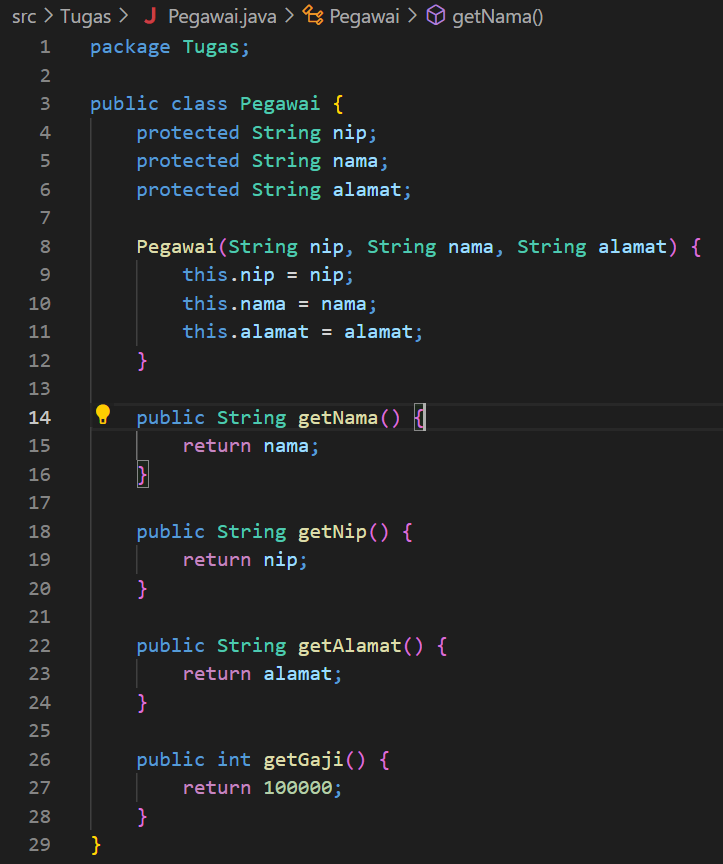 src > Tugas > J Pegawai.java > Pegawai > getNama()
1 package Tugas;
2
3 public class Pegawai {
4     protected String nip;
5     protected String nama;
6     protected String alamat;
7
8     Pegawai(String nip, String nama, String alamat) {
9         this.nip = nip;
10         this.nama = nama;
11         this.alamat = alamat;
12     }
13
14     public String getNama() {
15         return nama;
16     }
17
18     public String getNip() {
19         return nip;
20     }
21
22     public String getAlamat() {
23         return alamat;
24     }
25
26     public int getGaji() {
27         return 100000;
28     }
29 }